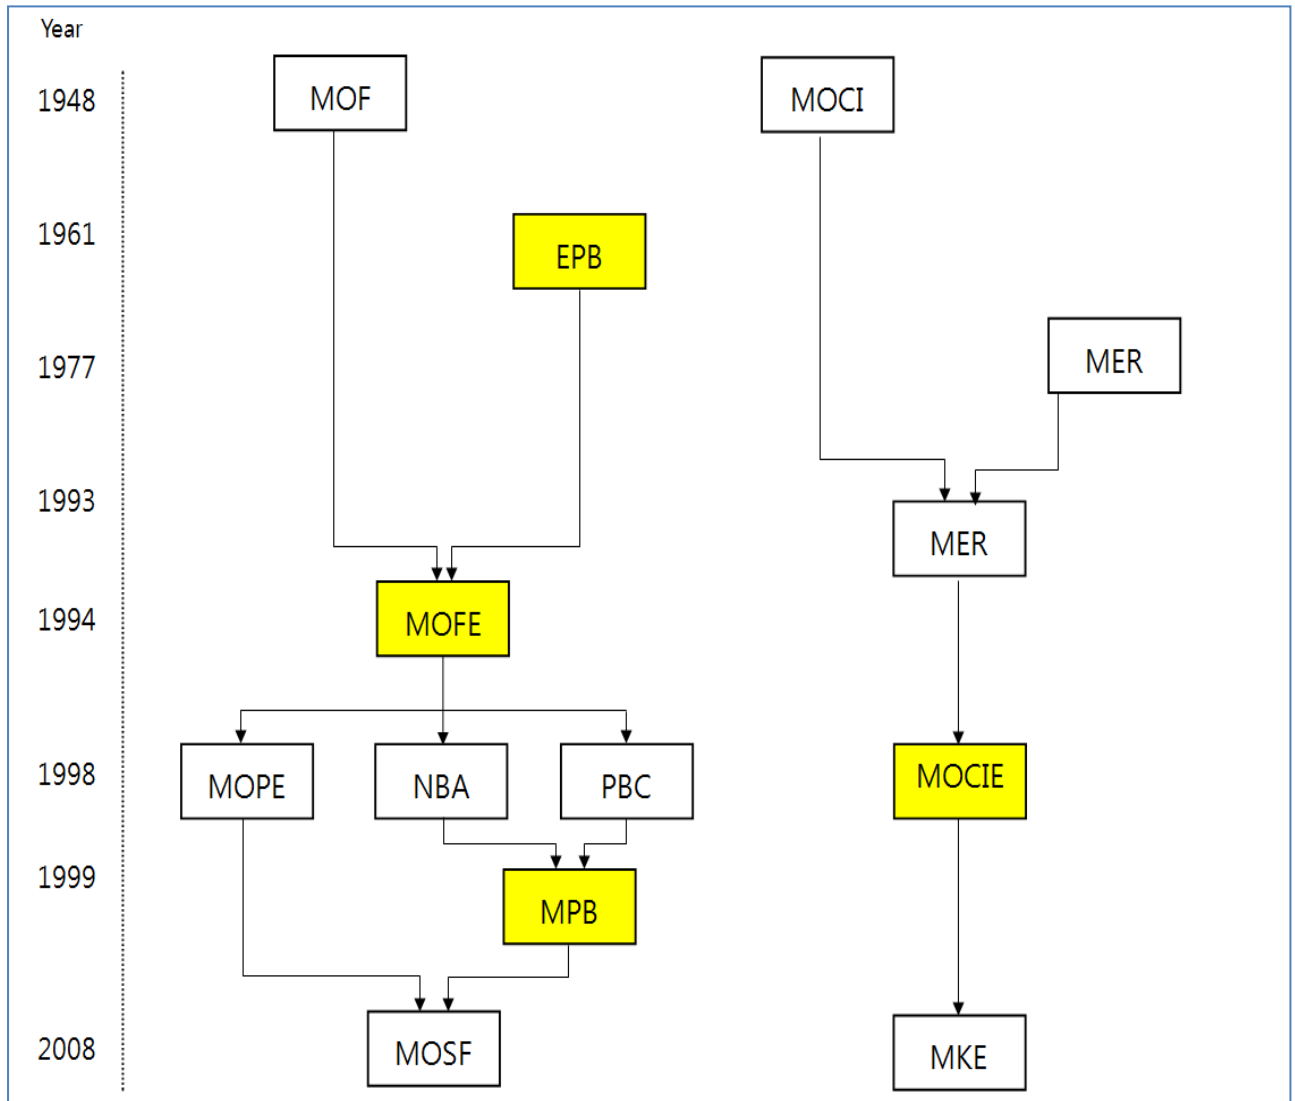 Year
1948
MOF
MOCI
1961
EPB
1977
MER
1993
MER
1994
MOFE
1998
MOPE
NBA
PBC
MOCIE
1999
MPB
2008
MOSF
MKE